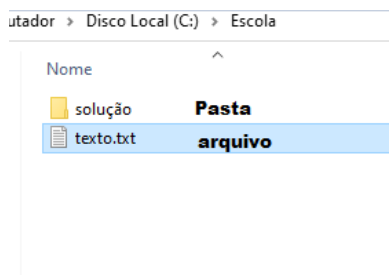 utador > Disco Local (C:) > Escola
Nome
solução Pasta
texto.txt arquivo